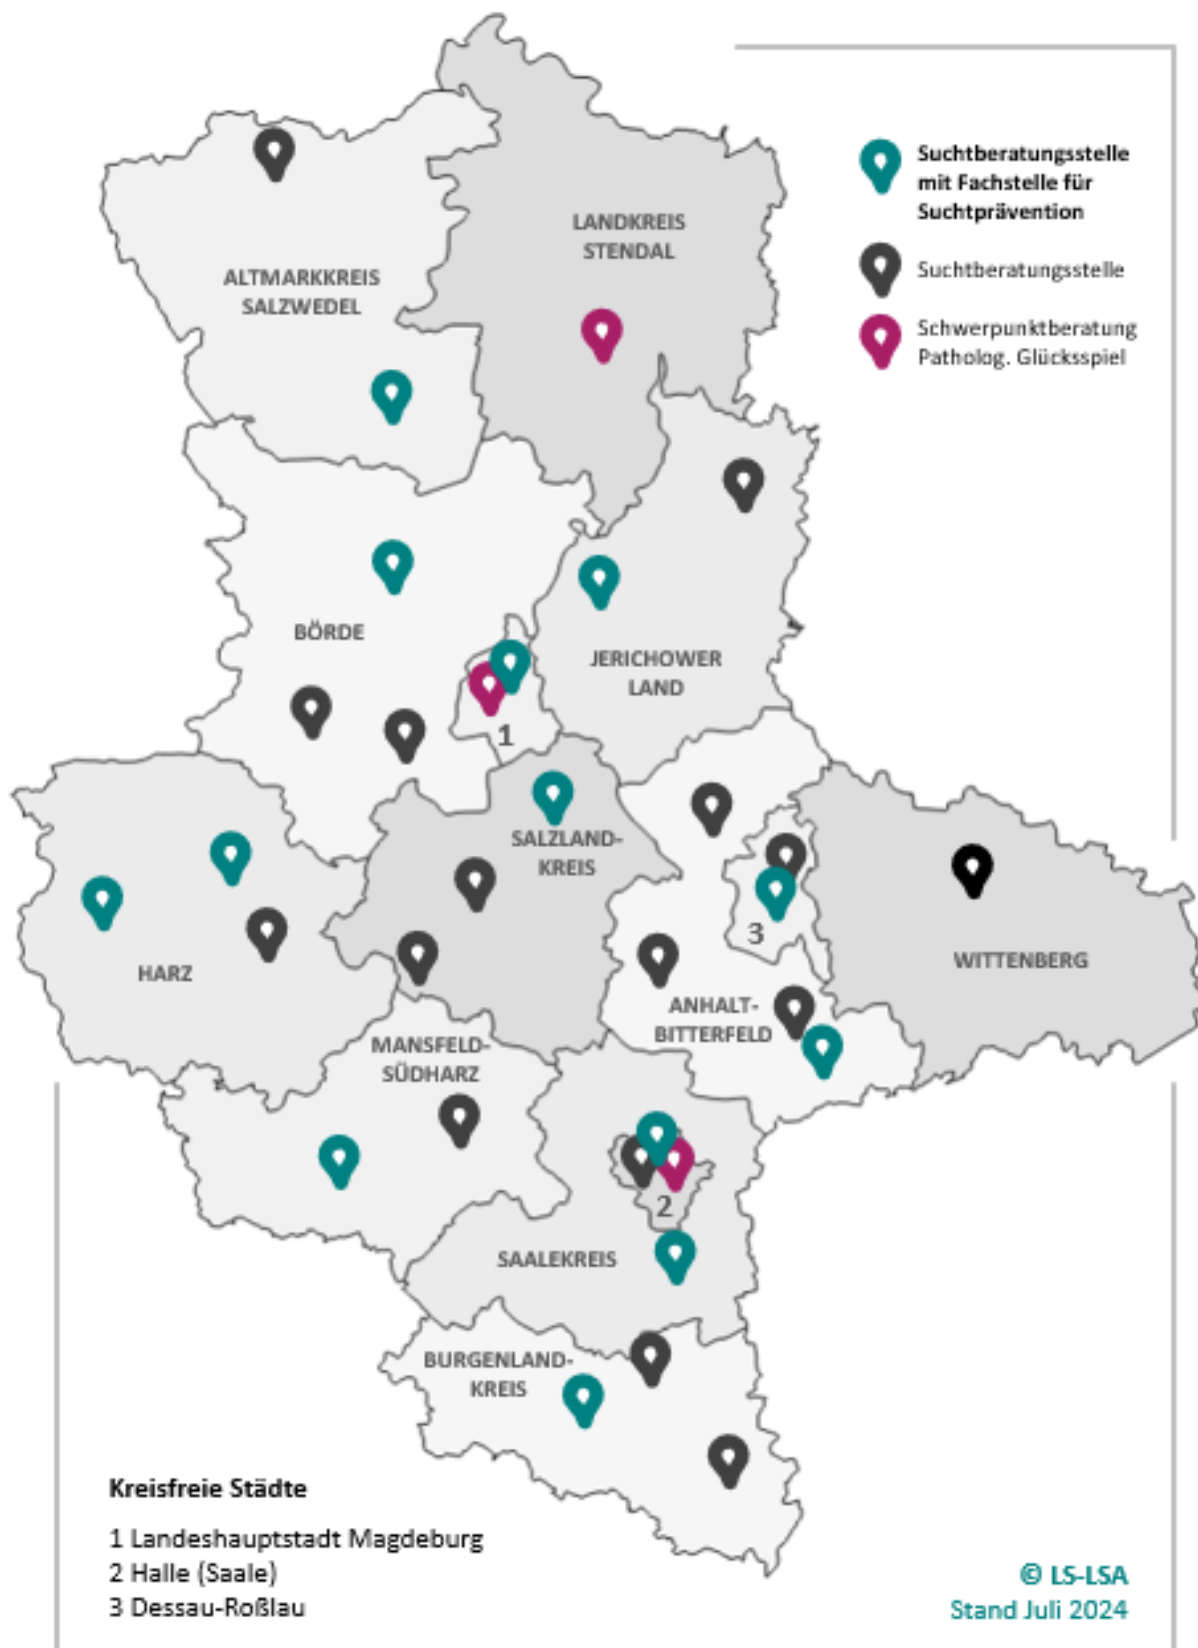 Suchtberatungsstelle
mit Fachstelle für
Suchtprävention
Suchtberatungsstelle
Schwerpunktberatung
Patholog. Glücksspiel
LANDKREIS
STENDAL
ALTMARKKREIS
SALZWEDEL
BÖRDE
JERICHOWER
LAND
1
SALZLAND-
KREIS
3
HARZ
WITTENBERG
ANHALT-
BITTERFELD
MANSFELD-
SÜDHARZ
2
SAALEKREIS
BURGENLAND-
KREIS
Kreisfreie Städte
1 Landeshauptstadt Magdeburg
2 Halle (Saale)
3 Dessau-Roßlau
© LS-LSA
Stand Juli 2024